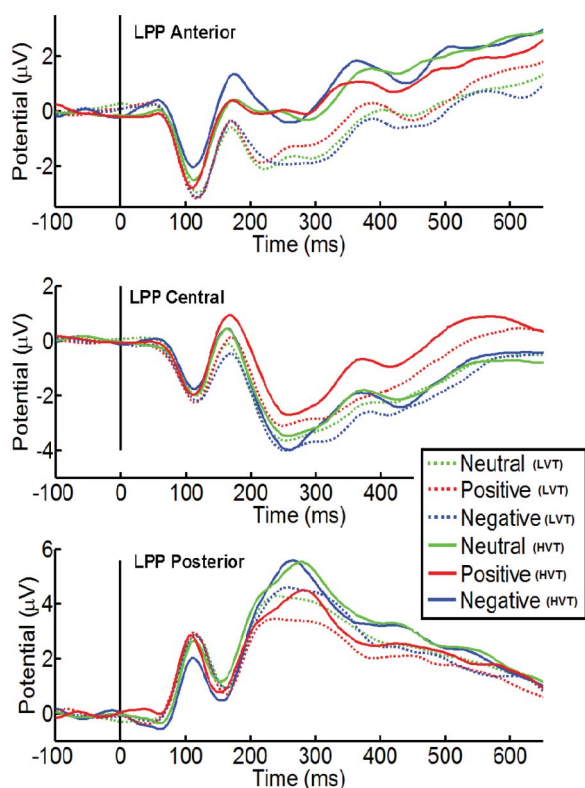 LPP Anterior
Potential (µV)
2
0
-2
-100 0 100 200 300 400 500 600
Time (ms)
LPP Central
Potential (µV)
2
0
-2
-4
-100 0 100 200 300 400
Time (ms)
Neutral (LVT)
Positive (LVT)
Negative (LVT)
Neutral (HVT)
Positive (HVT)
Negative (HVT)
LPP Posterior
Potential (µV)
6
4
2
0
-100 0 100 200 300 400 500 600
Time (ms)